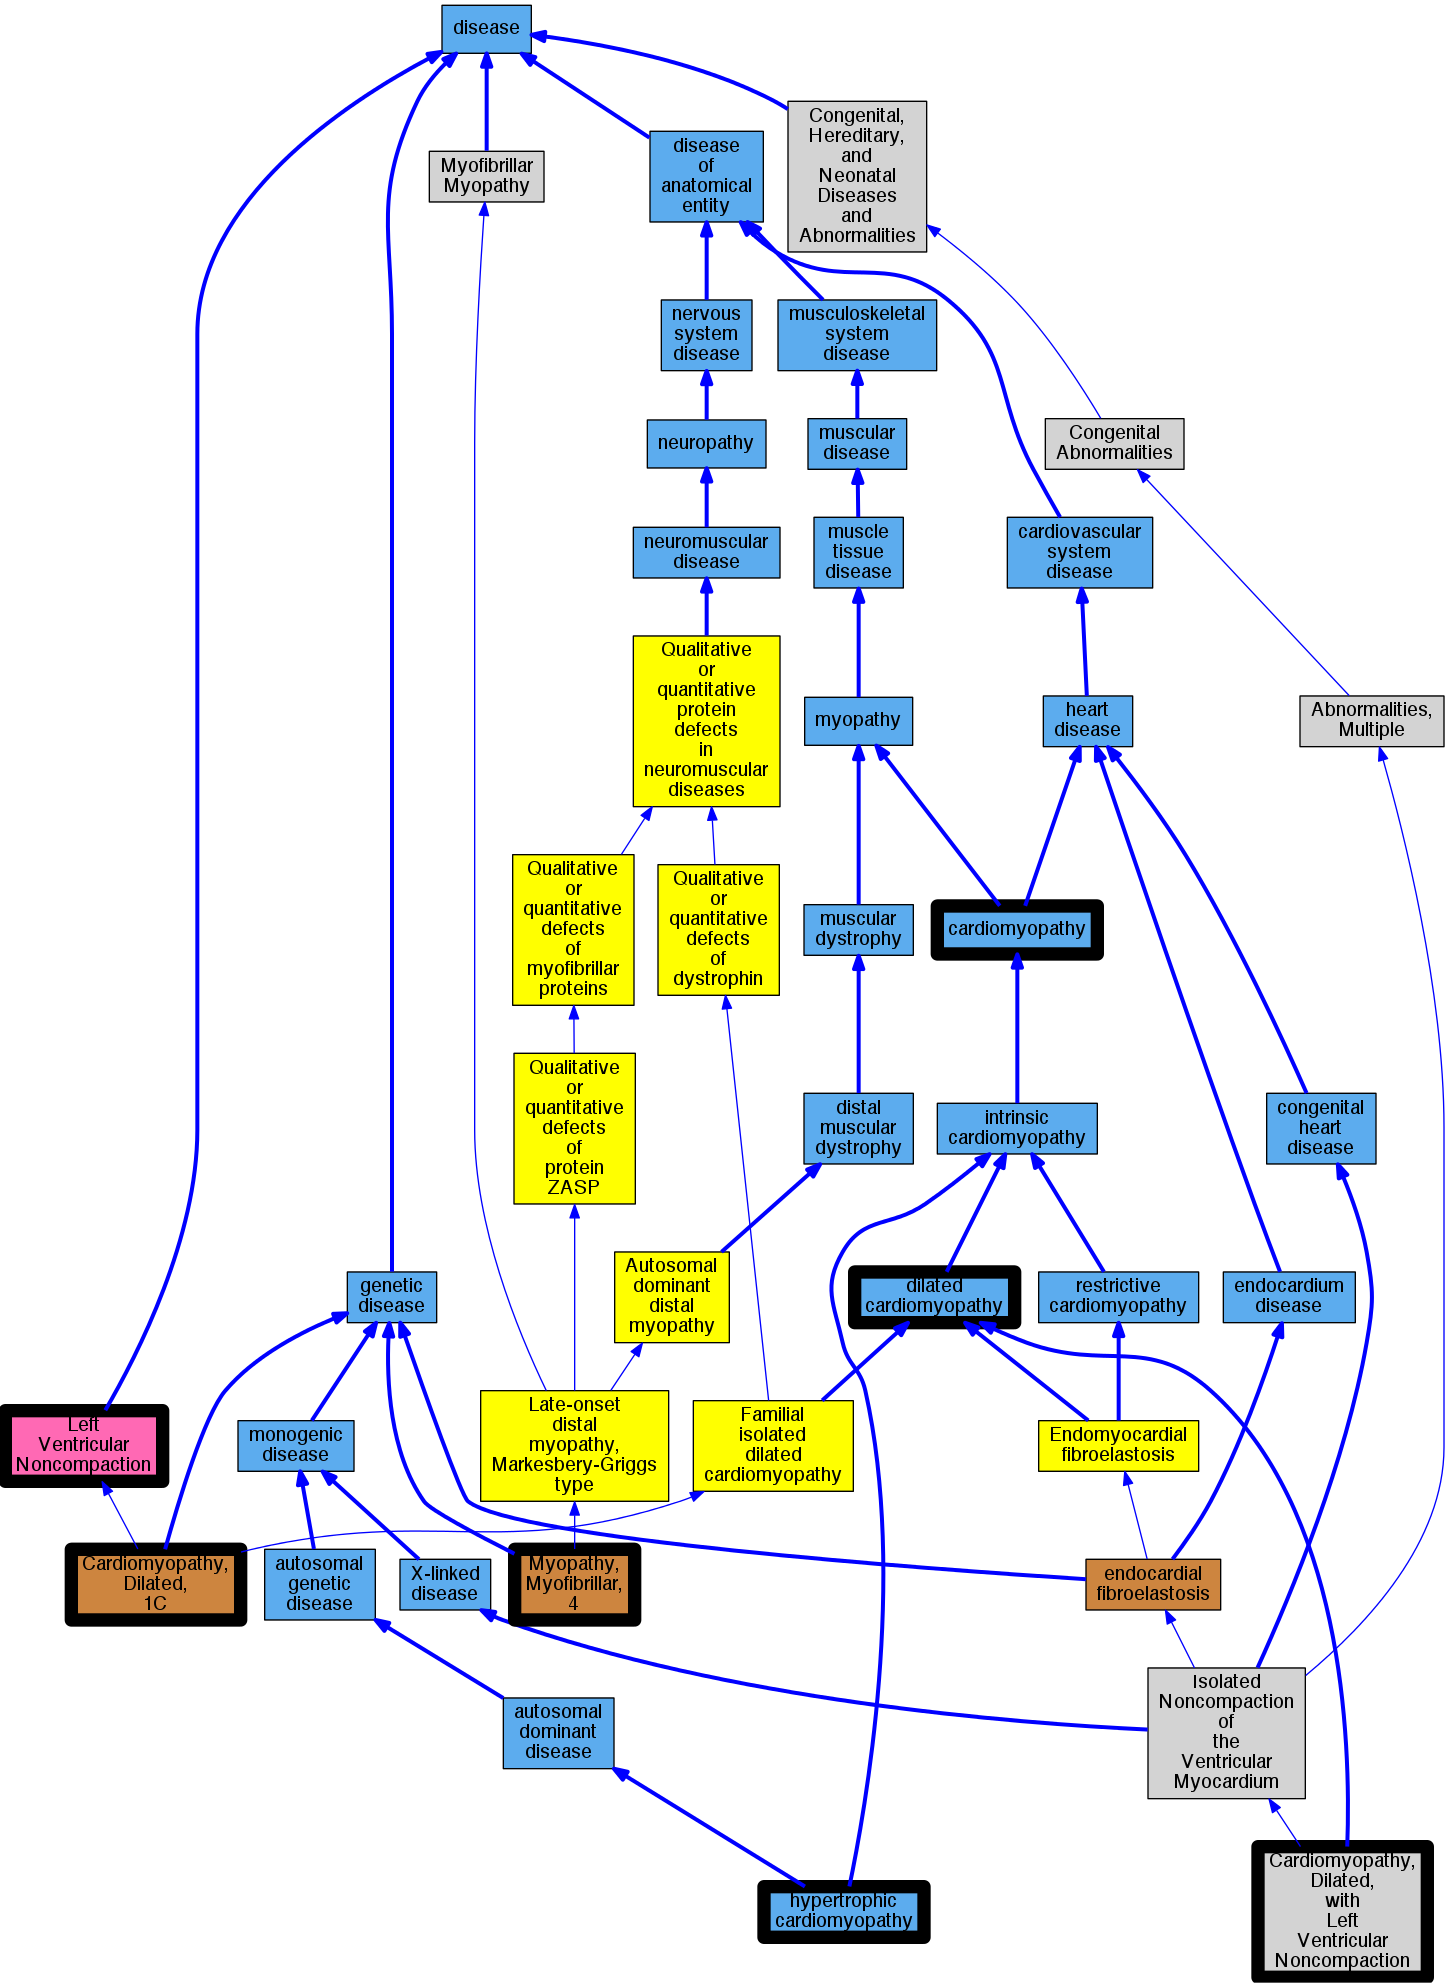 disease
Congenital,
Hereditary,
and
Neonatal
Diseases
and
Abnormalities
disease
of
anatomical
entity
Myofibrillar
Myopathy
nervous
system
disease
musculoskeletal
system
disease
neuropathy
muscular
disease
Congenital
Abnormalities
neuromuscular
disease
muscle
tissue
disease
cardiovascular
system
disease
Qualitative
or
quantitative
protein
defects
in
neuromuscular
diseases
myopathy
heart
disease
Abnormalities,
Multiple
Qualitative
or
quantitative
defects
of
myofibrillar
proteins
Qualitative
or
quantitative
defects
of
dystrophin
muscular
dystrophy
cardiomyopathy
Qualitative
or
quantitative
defects
of
protein
ZASP
distal
muscular
dystrophy
intrinsic
cardiomyopathy
congenital
heart
disease
genetic
disease
Autosomal
dominant
distal
myopathy
dilated
cardiomyopathy
restrictive
cardiomyopathy
endocardium
disease
Left
Ventricular
Noncompaction
monogenic
disease
Late-onset
distal
myopathy,
Markesbery-Griggs
type
Familial
isolated
dilated
cardiomyopathy
Endomyocardial
fibroelastosis
Cardiomyopathy,
Dilated,
1C
autosomal
genetic
disease
X-linked
disease
Myopathy,
Myofibrillar,
4
endocardial
fibroelastosis
autosomal
dominant
disease
Isolated
Noncompaction
of
the
Ventricular
Myocardium
hypertrophic
cardiomyopathy
Cardiomyopathy,
Dilated,
with
Left
Ventricular
Noncompaction